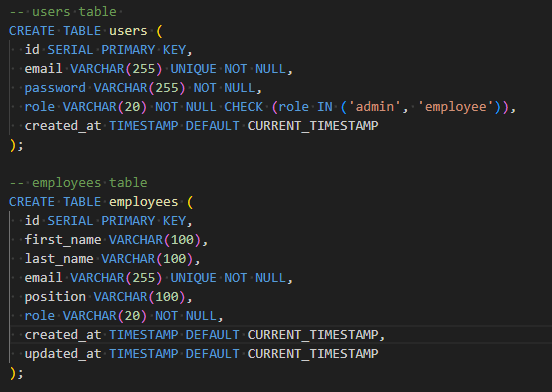 -- users table
CREATE TABLE users (
  id SERIAL PRIMARY KEY,
  email VARCHAR(255) UNIQUE NOT NULL,
  password VARCHAR(255) NOT NULL,
  role VARCHAR(20) NOT NULL CHECK (role IN ('admin', 'employee')),
  created_at TIMESTAMP DEFAULT CURRENT_TIMESTAMP
);

-- employees table
CREATE TABLE employees (
  id SERIAL PRIMARY KEY,
  first_name VARCHAR(100),
  last_name VARCHAR(100),
  email VARCHAR(255) UNIQUE NOT NULL,
  position VARCHAR(100),
  role VARCHAR(20) NOT NULL,
  created_at TIMESTAMP DEFAULT CURRENT_TIMESTAMP,
  updated_at TIMESTAMP DEFAULT CURRENT_TIMESTAMP
);